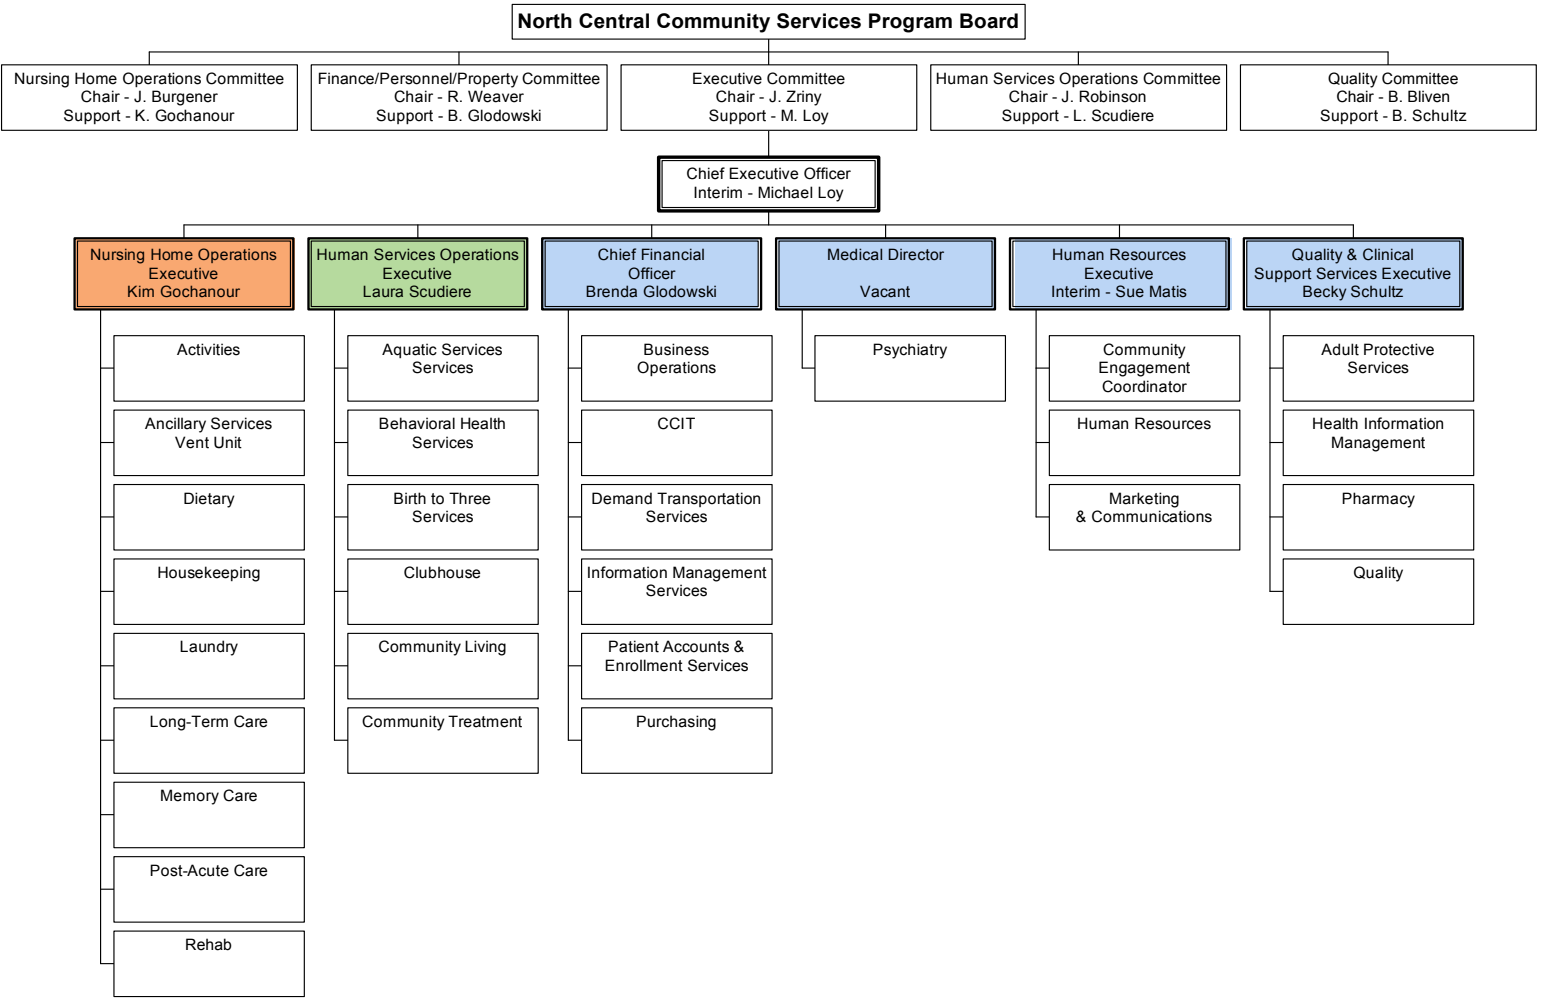 North Central Community Services Program Board
Nursing Home Operations Committee
Chair - J. Burgener
Support - K. Gochanour
Finance/Personnel/Property Committee
Chair - R. Weaver
Support - B. Glodowski
Executive Committee
Chair - J. Zriny
Support - M. Loy
Human Services Operations Committee
Chair - J. Robinson
Support - L. Scudiere
Quality Committee
Chair - B. Bliven
Support - B. Schultz
Chief Executive Officer
Interim - Michael Loy
Nursing Home Operations
Executive
Kim Gochanour
Human Services Operations
Executive
Laura Scudiere
Chief Financial
Officer
Brenda Glodowski
Medical Director
Vacant
Human Resources
Executive
Interim - Sue Matis
Quality & Clinical
Support Services Executive
Becky Schultz
Activities
Ancillary Services
Vent Unit
Dietary
Housekeeping
Laundry
Long-Term Care
Memory Care
Post-Acute Care
Rehab
Aquatic Services
Services
Behavioral Health
Services
Birth to Three
Services
Clubhouse
Community Living
Community Treatment
Business
Operations
CCIT
Demand Transportation
Services
Information Management
Services
Patient Accounts &
Enrollment Services
Purchasing
Psychiatry
Community
Engagement
Coordinator
Human Resources
Marketing
& Communications
Adult Protective
Services
Health Information
Management
Pharmacy
Quality